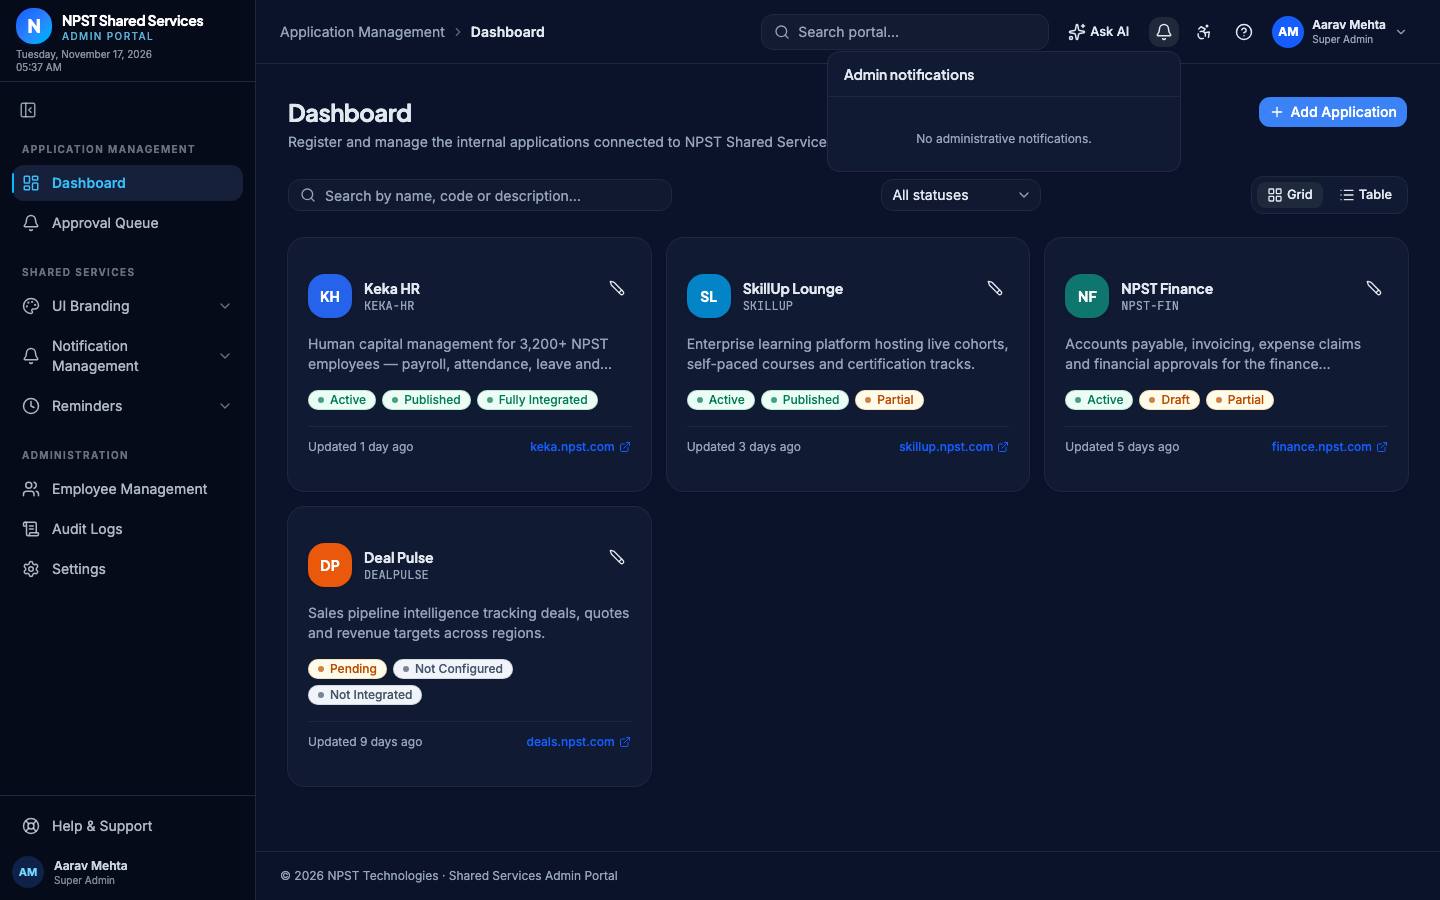 N
NPST Shared Services
ADMIN PORTAL
Tuesday, November 17, 2026
05:37 AM
APPLICATION MANAGEMENT
Dashboard
Approval Queue
SHARED SERVICES
UI Branding
Notification
Management
Reminders
ADMINISTRATION
Employee Management
Audit Logs
Settings
Help & Support
AM
Aarav Mehta
Super Admin
Application Management
Dashboard
Search portal...
Ask AI
AM
Aarav Mehta
Super Admin
Admin notifications
No administrative notifications.
Dashboard
Register and manage the internal applications connected to NPST Shared Service
Add Application
Search by name, code or description...
All statuses
Grid
Table
KH
Keka HR
KEKA-HR
Human capital management for 3,200+ NPST
employees — payroll, attendance, leave and...
Active
Published
Fully Integrated
Updated 1 day ago
keka.npst.com
SL
SkillUp Lounge
SKILLUP
Enterprise learning platform hosting live cohorts,
self-paced courses and certification tracks.
Active
Published
Partial
Updated 3 days ago
skillup.npst.com
NF
NPST Finance
NPST-FIN
Accounts payable, invoicing, expense claims
and financial approvals for the finance...
Active
Draft
Partial
Updated 5 days ago
finance.npst.com
DP
Deal Pulse
DEALPULSE
Sales pipeline intelligence tracking deals, quotes
and revenue targets across regions.
Pending
Not Configured
Not Integrated
Updated 9 days ago
deals.npst.com
© 2026 NPST Technologies · Shared Services Admin Portal